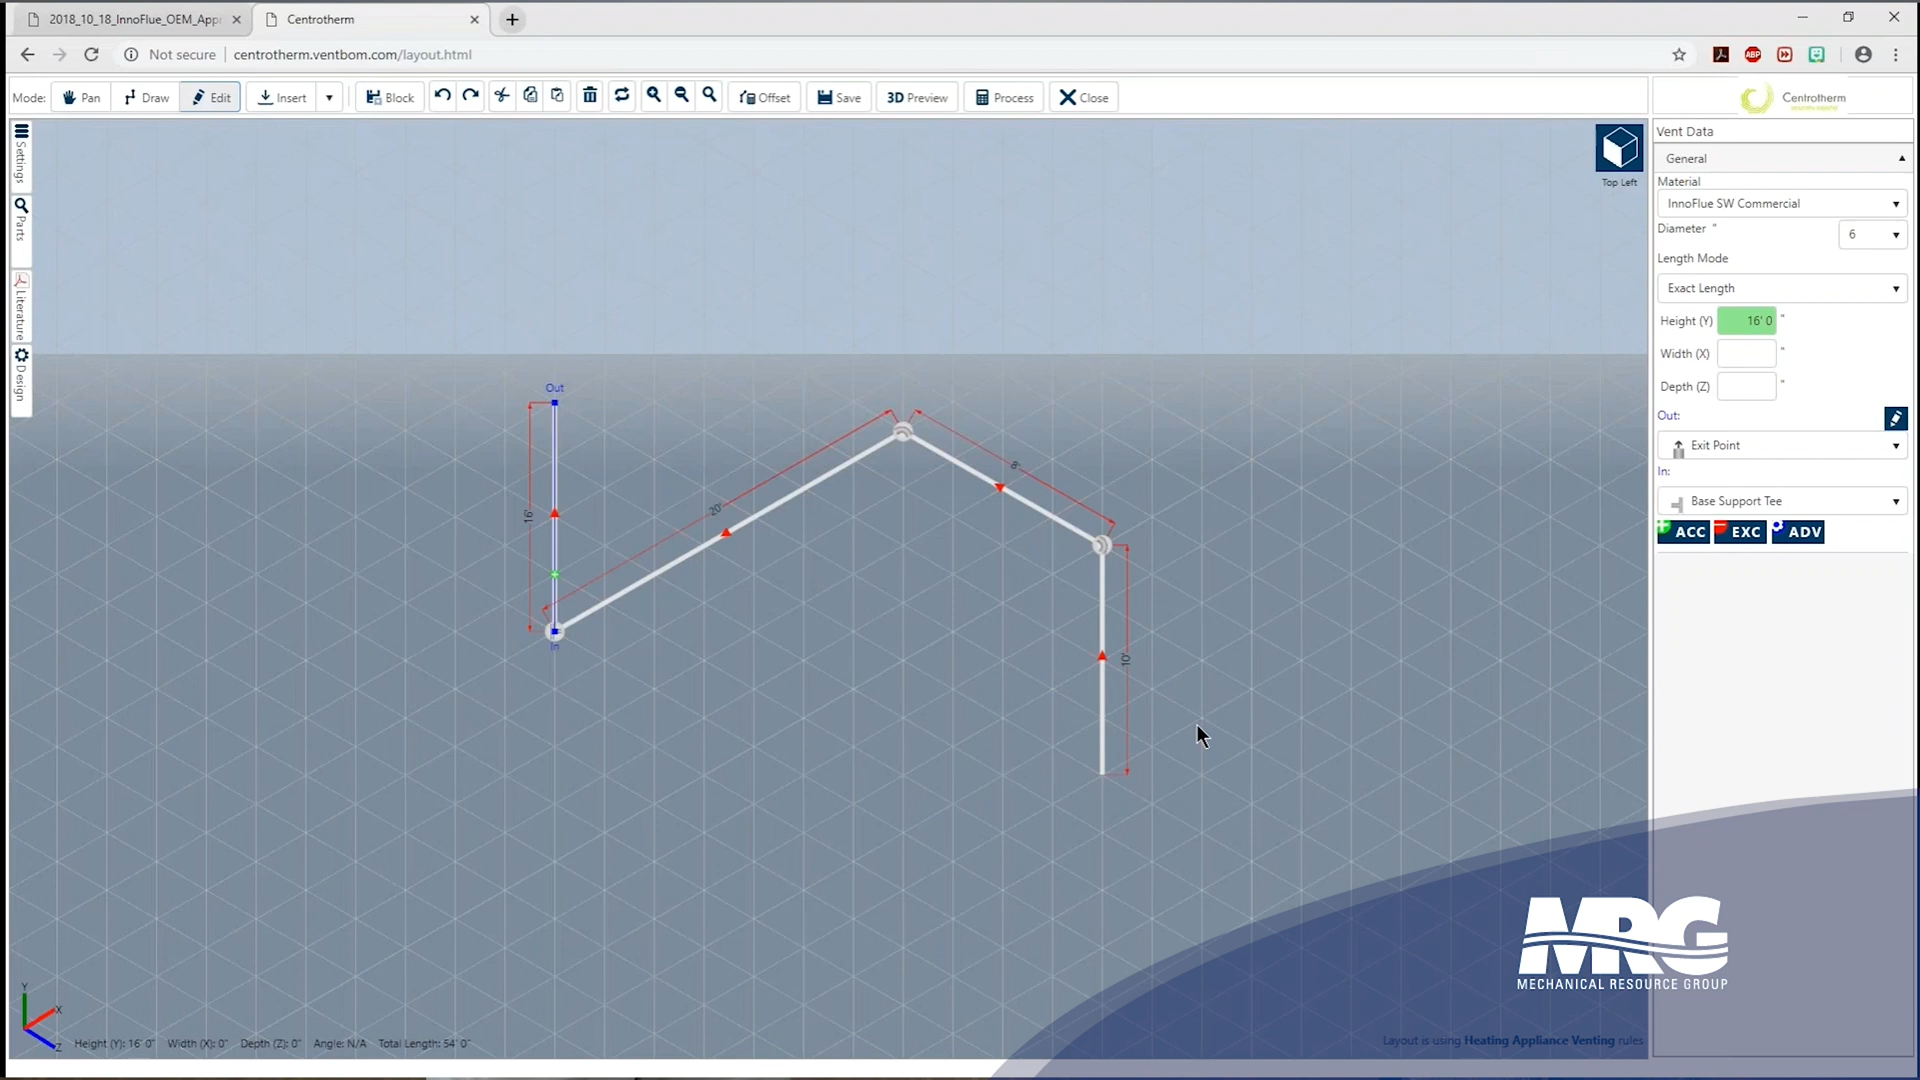 2018_10_18_InnoFlue_OEM_Appr
Centrotherm
Not secure
centrotherm.ventbom.com/layout.html
ABP
Mode: Pan Draw Edit Insert Block Offset Save 3D Preview Process Close
Centrotherm
Settings
Parts
Literature
Design
Top Left
Vent Data
General
Material
InnoFlue SW Commercial
Diameter "
6
Length Mode
Exact Length
Height (Y) 16' 0 "
Width (X) "
Depth (Z) "
Out:
Exit Point
In:
Base Support Tee
ACC EXC ADV
Out
16'
In
20'
8'
10'
Y
X
Z
Height (Y): 16' 0" Width (X): 0" Depth (Z): 0" Angle: N/A Total Length: 54' 0"
Layout is using Heating Appliance Venting rules
MRG
MECHANICAL RESOURCE GROUP